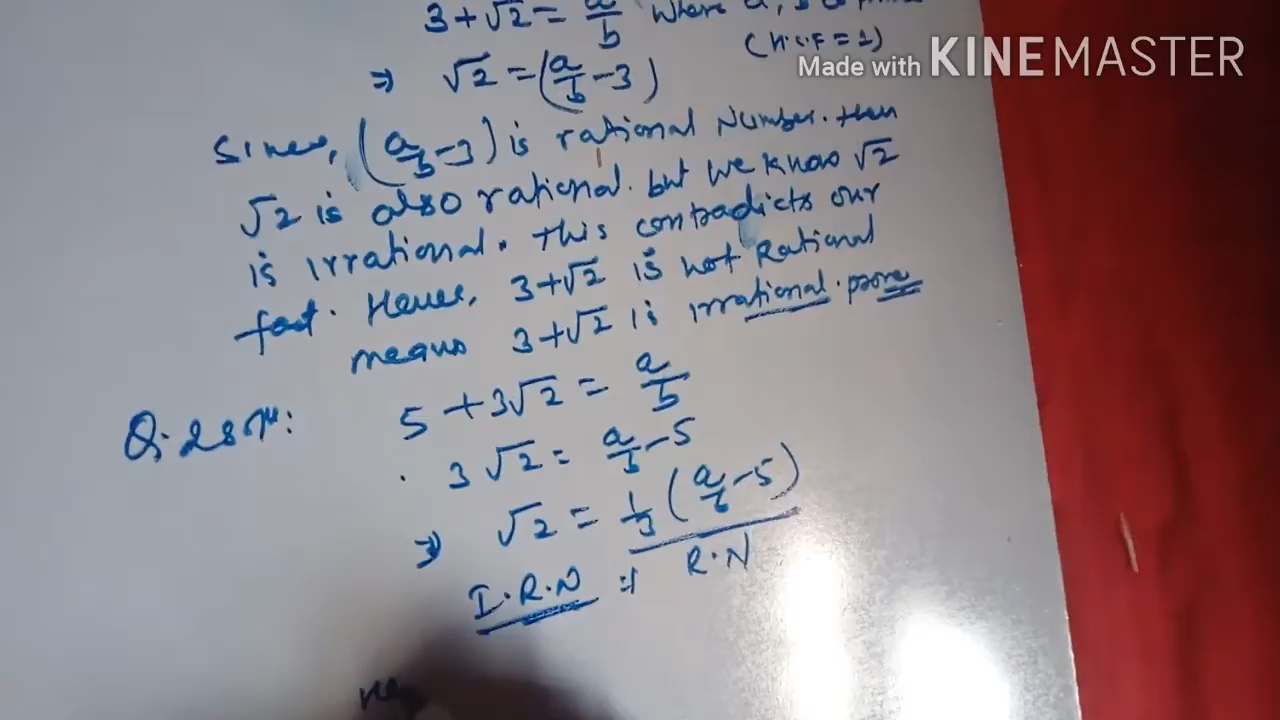 3+√2 = a/b where a, b
(H.C.F = 1)
Made with KINEMASTER
⇒ √2 = (a/b - 3)
Since, (a/b - 3) is rational Number. then
√2 is also rational. but we know √2
is irrational. This contradicts our
fact. Hence, 3+√2 is not Rational
means 3+√2 is irrational. prove
Q. 28
5 + 3√2 = a/b
3√2 = a/b - 5
⇒ √2 = 1/3 (a/b - 5)
I.R.N R.N